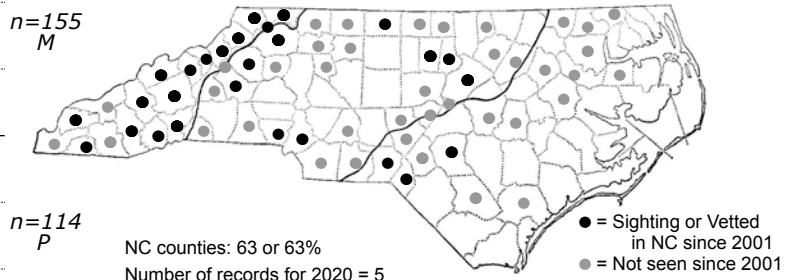 n=155
M
n=114
P
NC counties: 63 or 63%
Number of records for 2020 = 5
● = Sighting or Vetted
in NC since 2001
● = Not seen since 2001